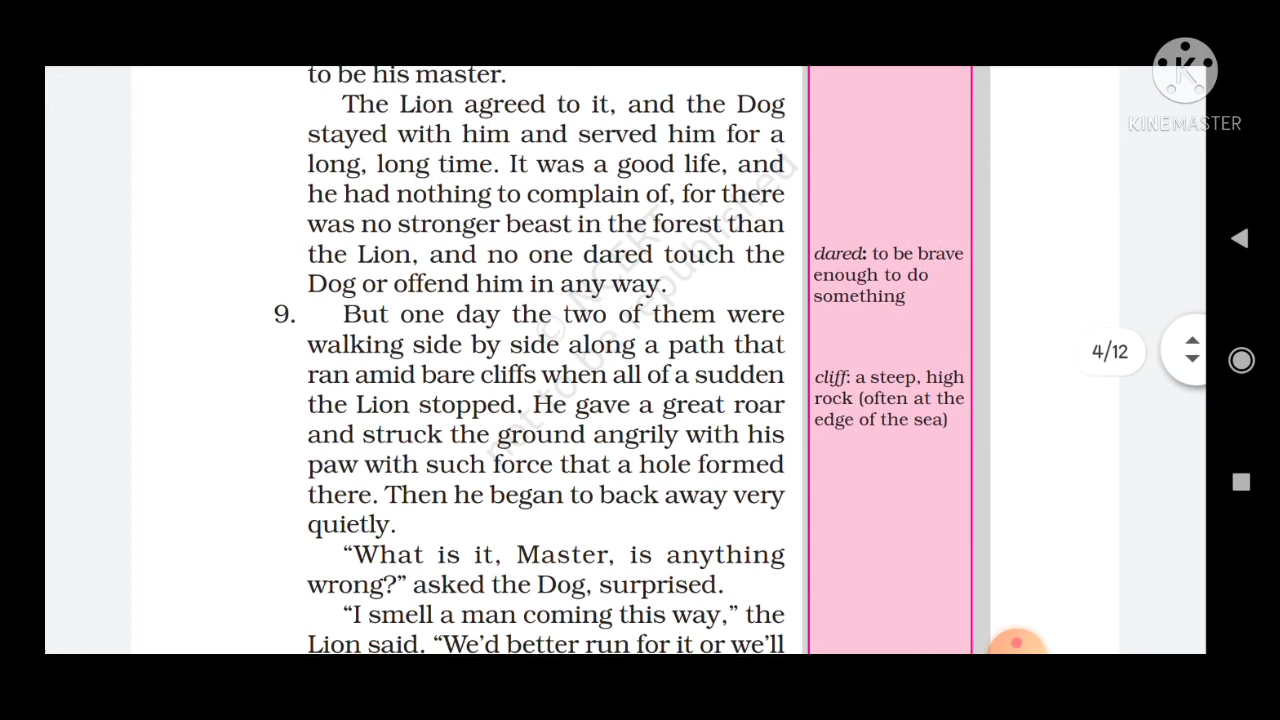 to be his master.
The Lion agreed to it, and the Dog
stayed with him and served him for a
long, long time. It was a good life, and
he had nothing to complain of, for there
was no stronger beast in the forest than
the Lion, and no one dared touch the
Dog or offend him in any way.
9. But one day the two of them were
walking side by side along a path that
ran amid bare cliffs when all of a sudden
the Lion stopped. He gave a great roar
and struck the ground angrily with his
paw with such force that a hole formed
there. Then he began to back away very
quietly.
“What is it, Master, is anything
wrong?” asked the Dog, surprised.
“I smell a man coming this way,” the
Lion said. “We’d better run for it or we’ll
dared: to be brave
enough to do
something
cliff: a steep, high
rock (often at the
edge of the sea)
© NCERT
not to be republished
4/12
K
KINEMASTER